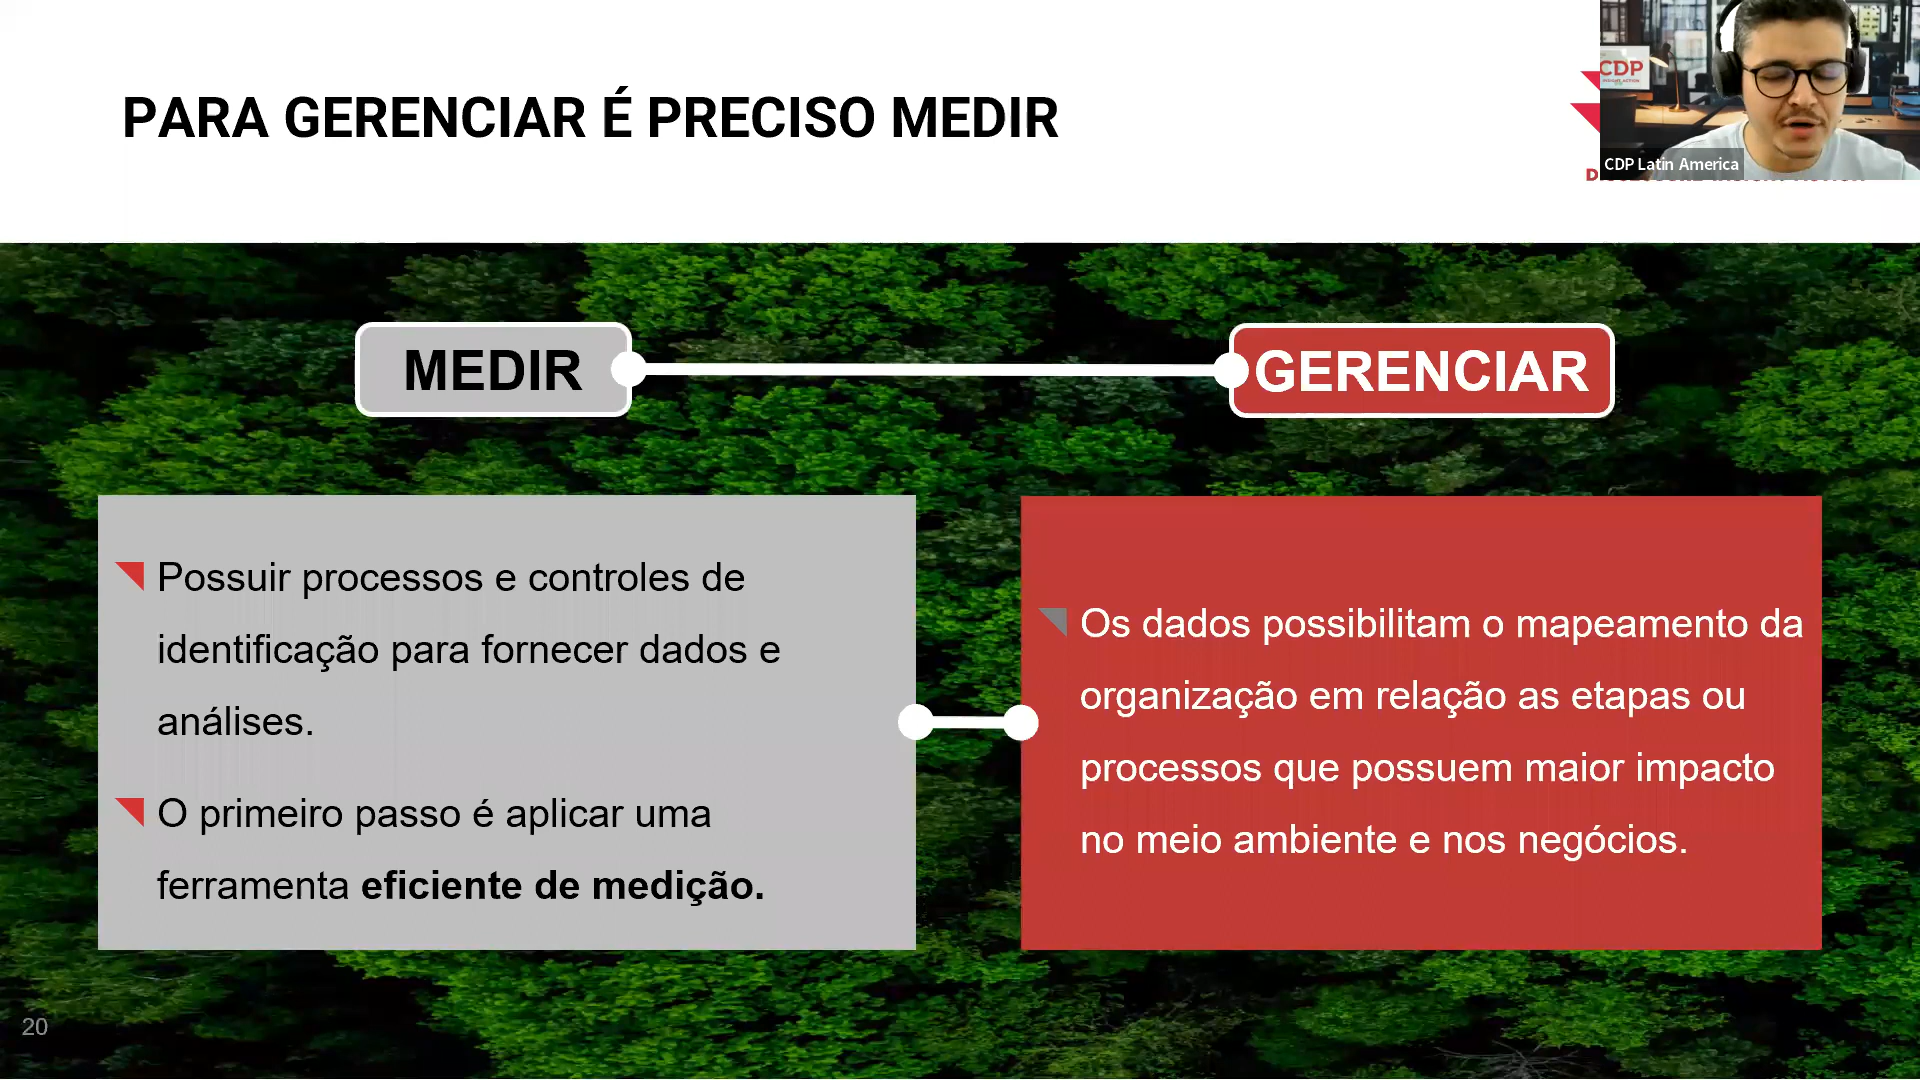 PARA GERENCIAR É PRECISO MEDIR
CDP
CDP Latin America
MEDIR
GERENCIAR
Possuir processos e controles de
identificação para fornecer dados e
análises.
O primeiro passo é aplicar uma
ferramenta eficiente de medição.
Os dados possibilitam o mapeamento da
organização em relação as etapas ou
processos que possuem maior impacto
no meio ambiente e nos negócios.
20